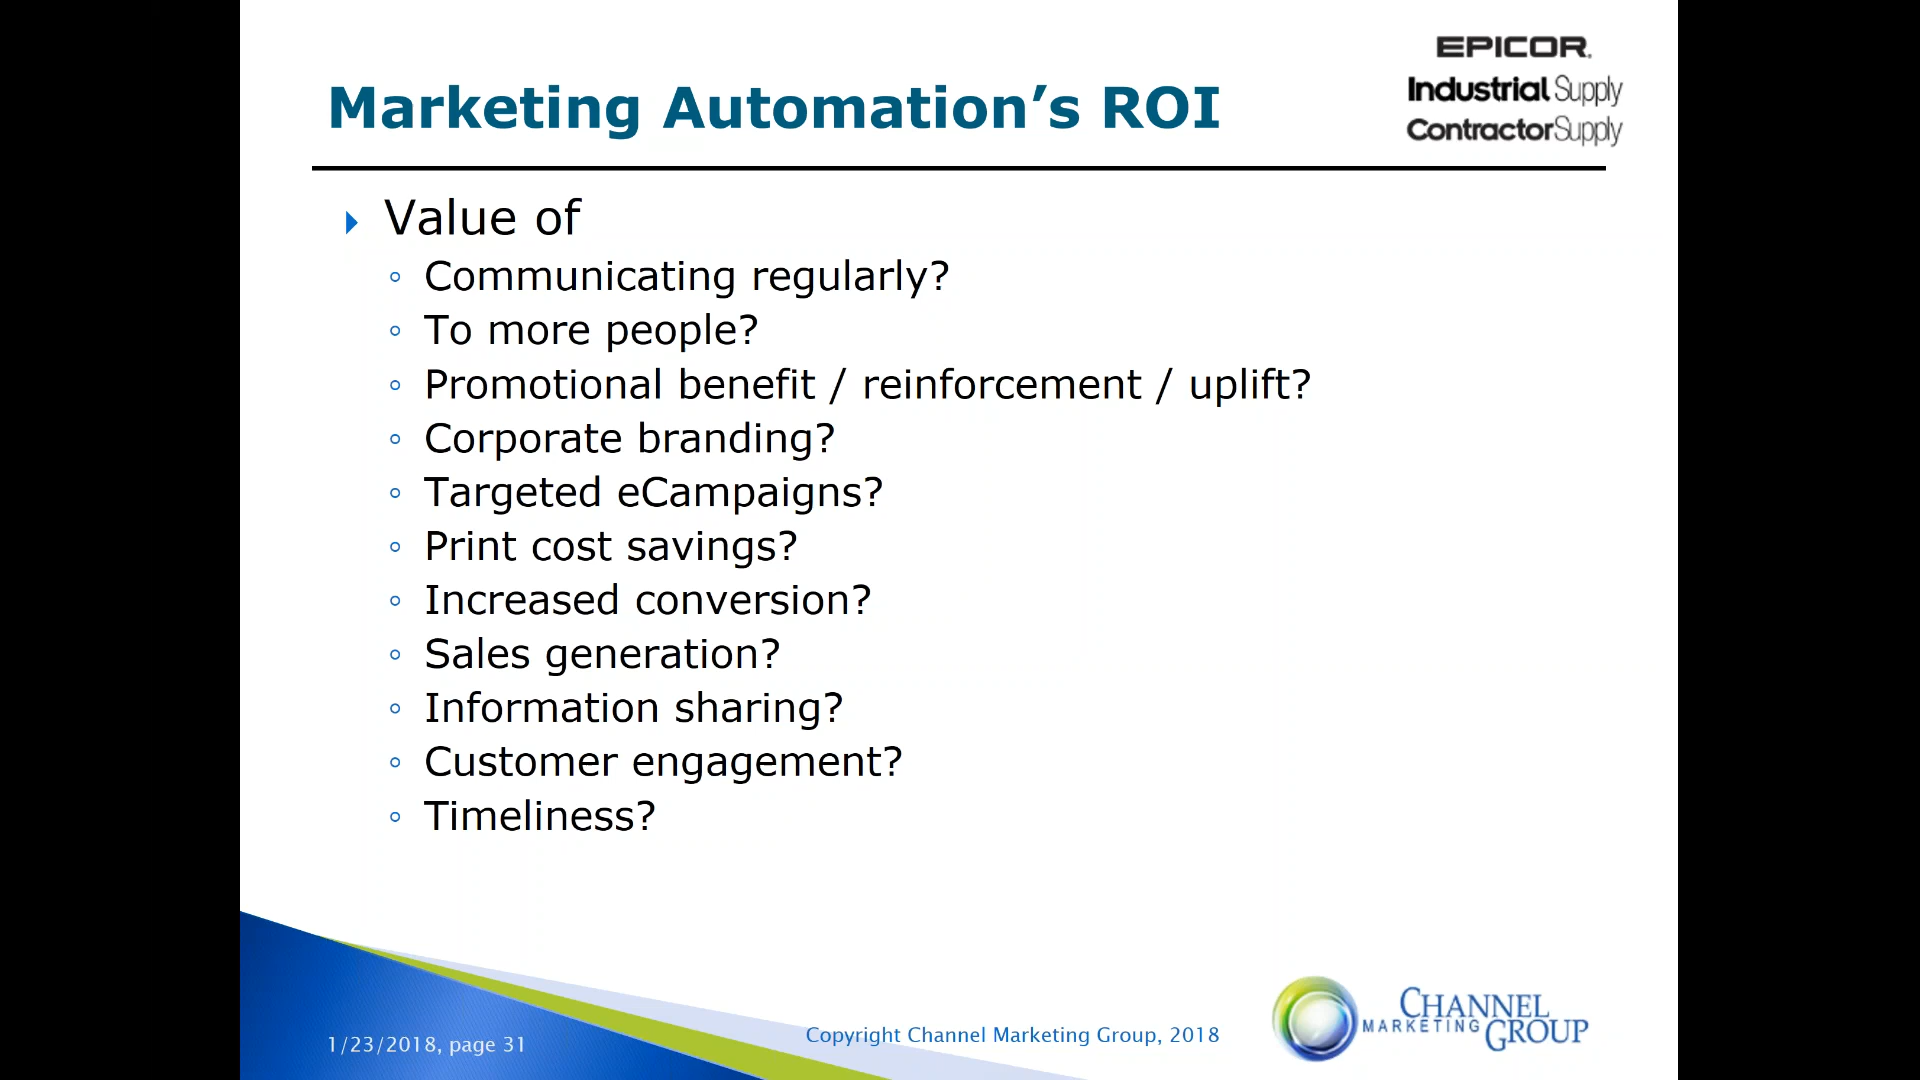 Marketing Automation’s ROI
EPICOR®
Industrial Supply
ContractorSupply
Value of
Communicating regularly?
To more people?
Promotional benefit / reinforcement / uplift?
Corporate branding?
Targeted eCampaigns?
Print cost savings?
Increased conversion?
Sales generation?
Information sharing?
Customer engagement?
Timeliness?
1/23/2018, page 31
Copyright Channel Marketing Group, 2018
CHANNEL
MARKETING GROUP